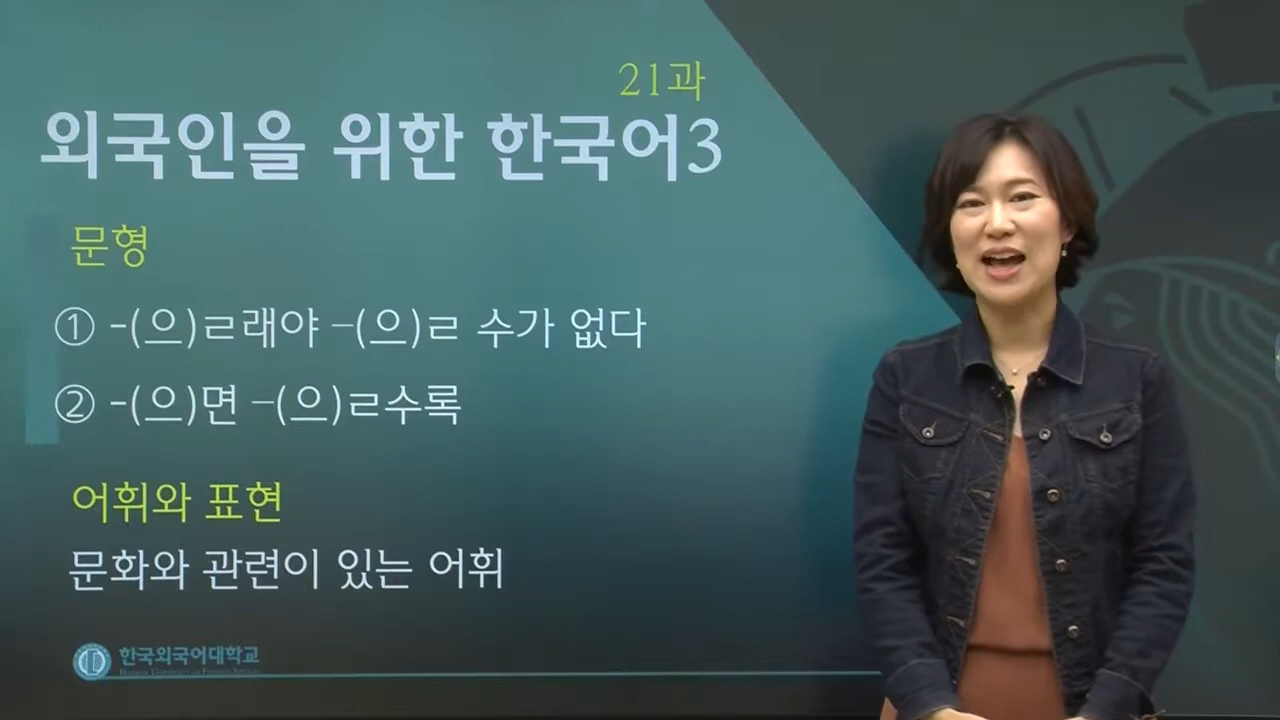 21과
외국인을 위한 한국어3
문형
① -(으)ㄹ래야 –(으)ㄹ 수가 없다
② -(으)면 –(으)ㄹ수록
어휘와 표현
문화와 관련이 있는 어휘
한국외국어대학교